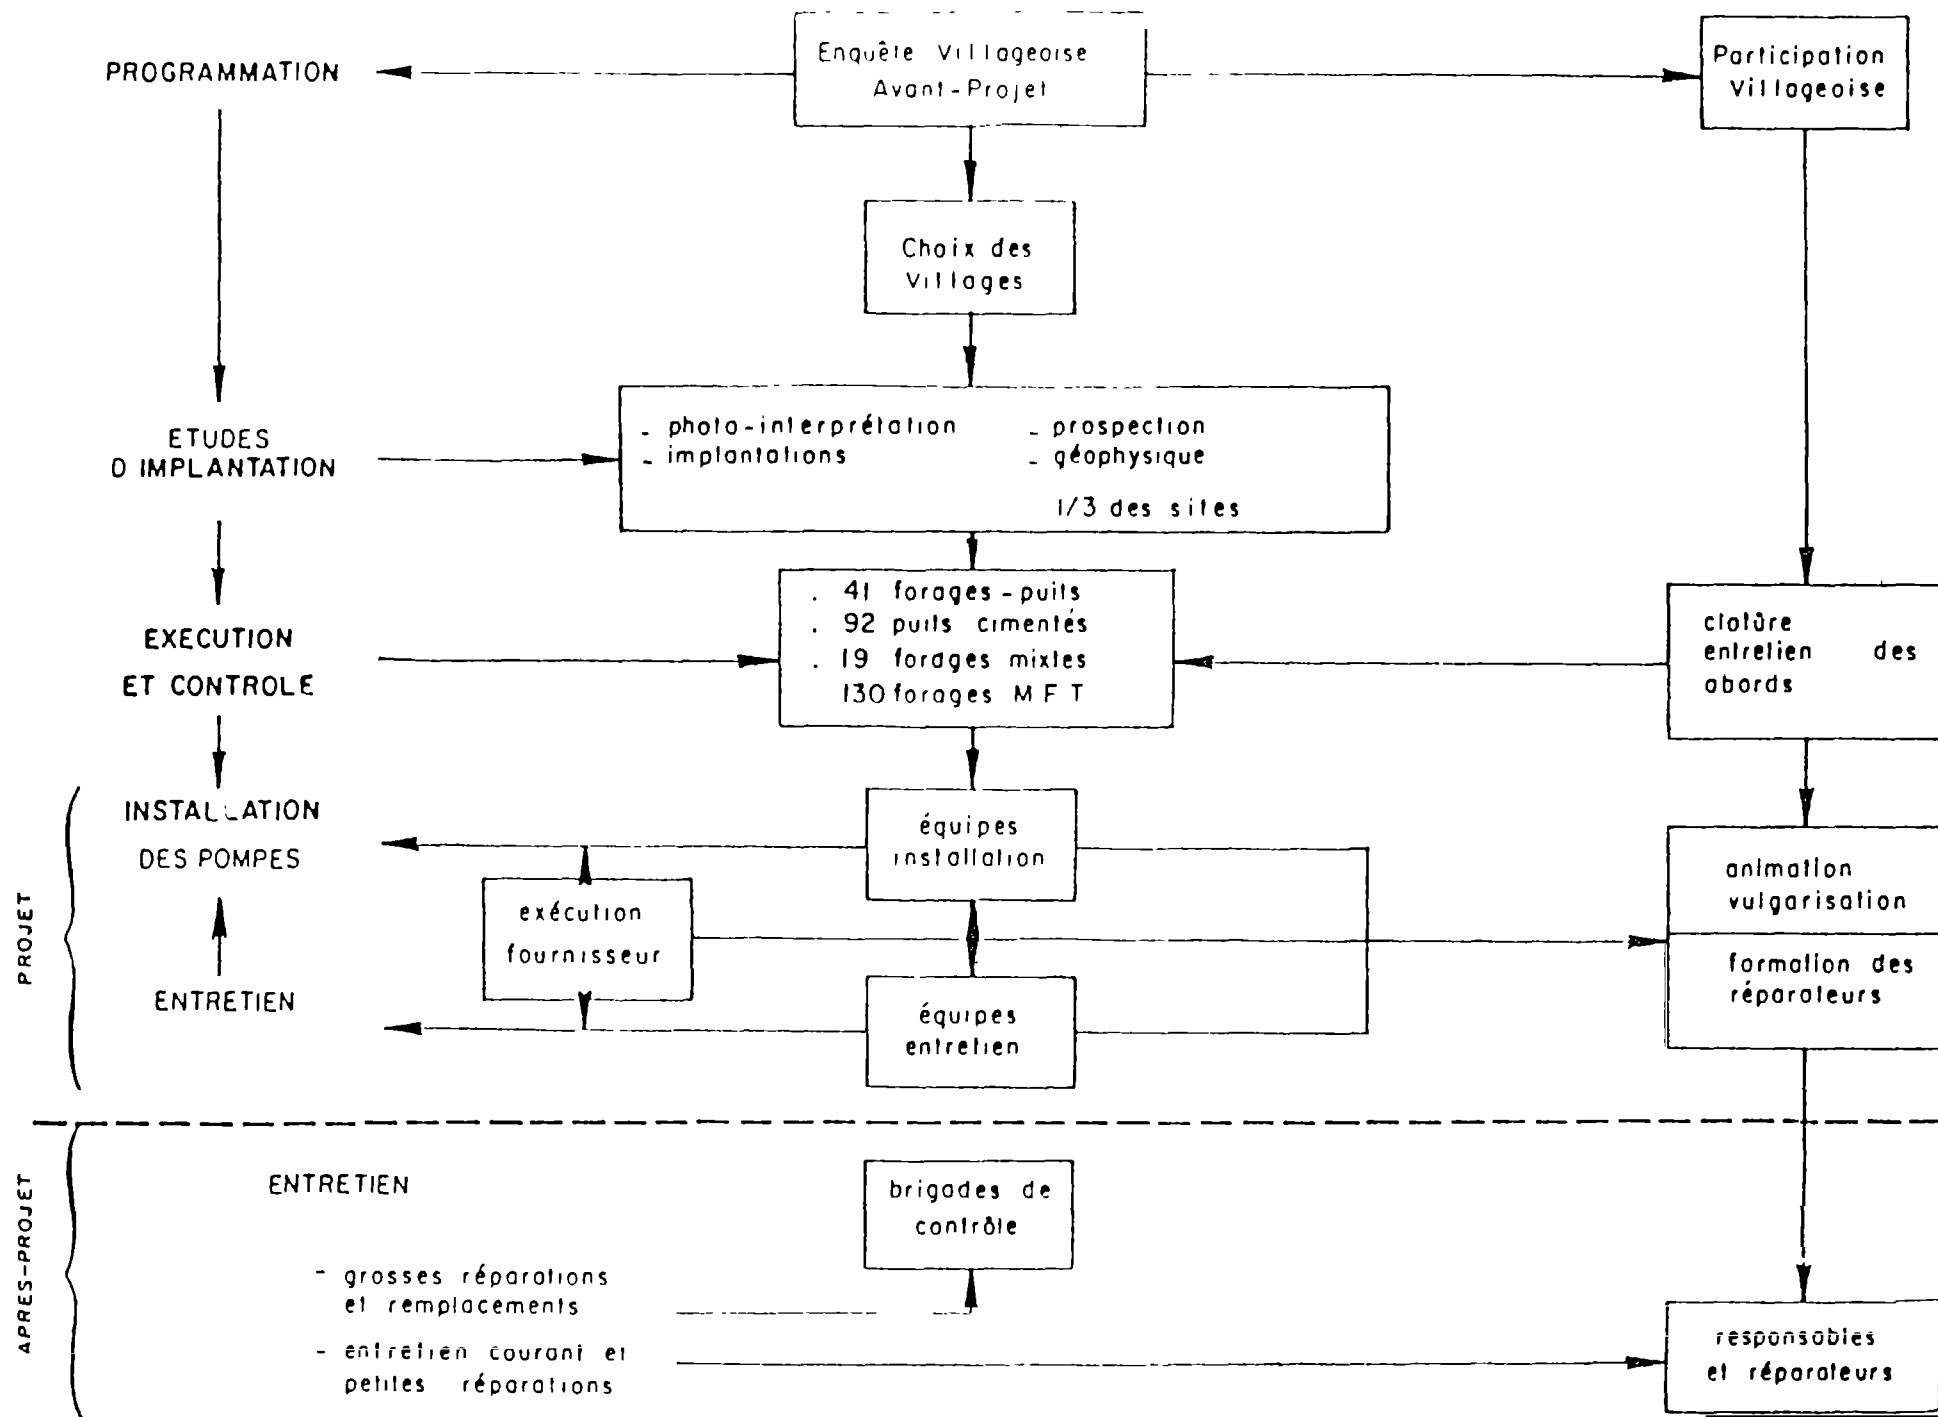 PROGRAMMATION
Enquête Villageoise
Avant-Projet
Participation
Villageoise
Choix des
Villages
ETUDES
D IMPLANTATION
- photo-interprétation
- implantations
- prospection
- géophysique
1/3 des sites
EXECUTION
ET CONTROLE
. 41 forages-puits
. 92 puits cimentés
. 19 forages mixtes
130 forages M F T
clotûre
entretien des
abords
PROJET
INSTALLATION
DES POMPES
équipes
installation
exécution
fournisseur
animation
vulgarisation
formation des
réparateurs
ENTRETIEN
équipes
entretien
APRES-PROJET
ENTRETIEN
brigades de
contrôle
- grosses réparations
et remplacements
- entretien courant et
petites réparations
responsables
et réparateurs